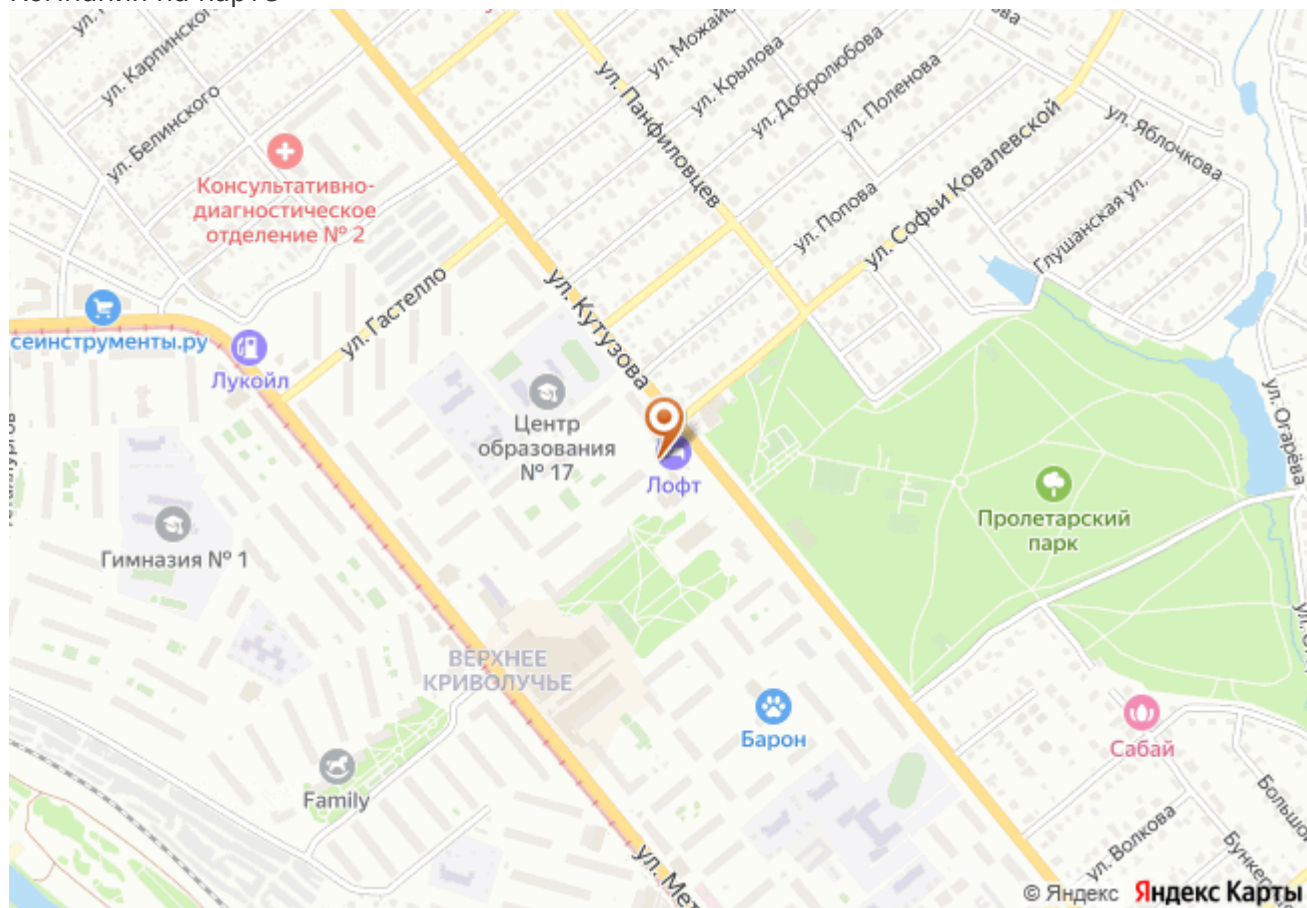 ул. Карпинского
ул. Белинского
ул. Панфиловцев
ул. Крылова
ул. Добролюбова
ул. Поленова
ул. Яблочкова
Консультативно-
диагностическое
отделение № 2
ул. Попова
ул. Софьи Ковалевской
Глушанская ул.
ул. Гастелло
ул. Кутузова
сеинструменты.ру
Лукойл
Центр
образования
№ 17
Лофт
ул. Огарёва
Пролетарский
парк
Гимназия № 1
ВЕРХНЕЕ
КРИВОЛУЧЬЕ
Барон
Сабай
Family
ул. Волкова
ул. Мет
© Яндекс Яндекс Карты